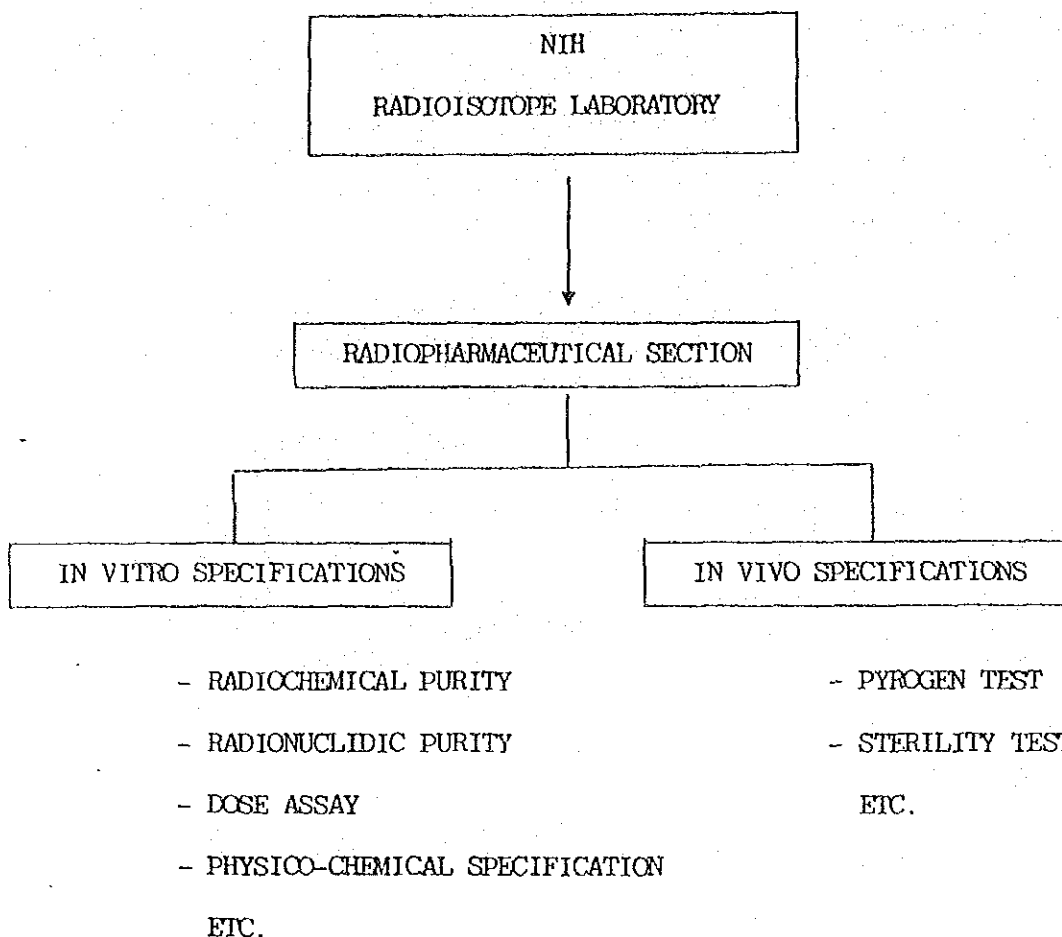 NIH
RADIOISOTOPE LABORATORY
RADIOPHARMACEUTICAL SECTION
IN VITRO SPECIFICATIONS
IN VIVO SPECIFICATIONS
- RADIOCHEMICAL PURITY
- RADIONUCLIDIC PURITY
- DOSE ASSAY
- PHYSICO-CHEMICAL SPECIFICATION
ETC.
- PYROGEN TEST
- STERILITY TEST
ETC.